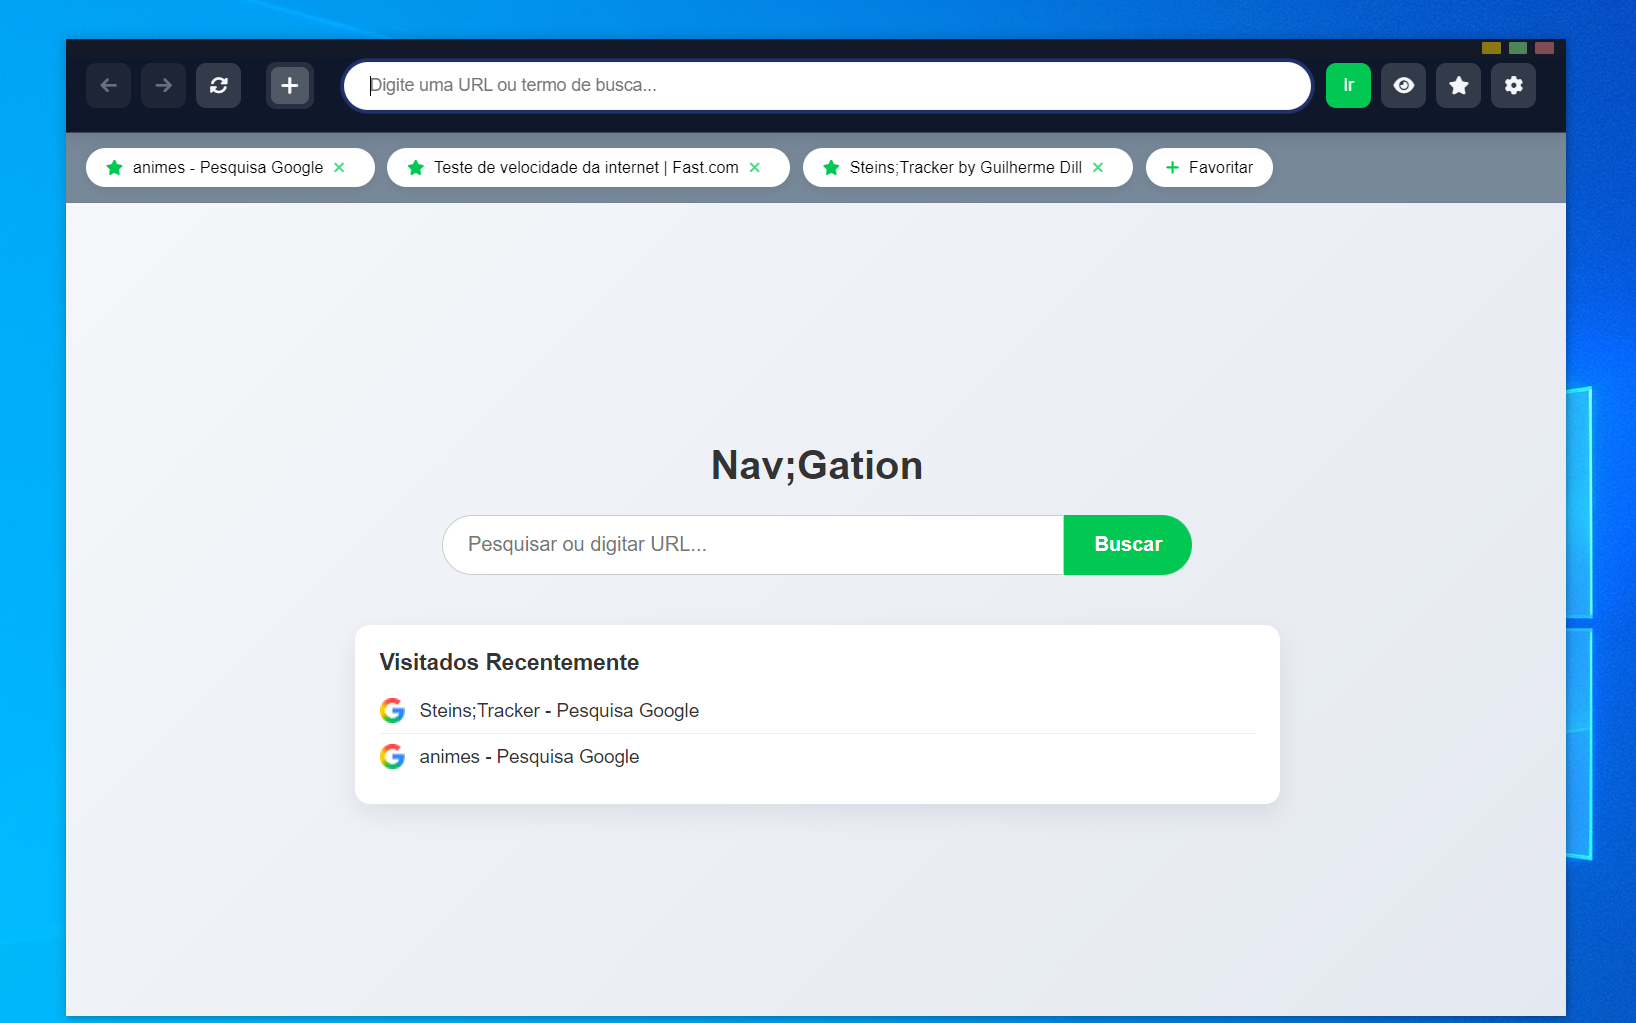 Digite uma URL ou termo de busca...
Ir
animes - Pesquisa Google
Teste de velocidade da internet | Fast.com
Steins;Tracker by Guilherme Dill
Favoritar
Nav;Gation
Pesquisar ou digitar URL...
Buscar
Visitados Recentemente
Steins;Tracker - Pesquisa Google
animes - Pesquisa Google